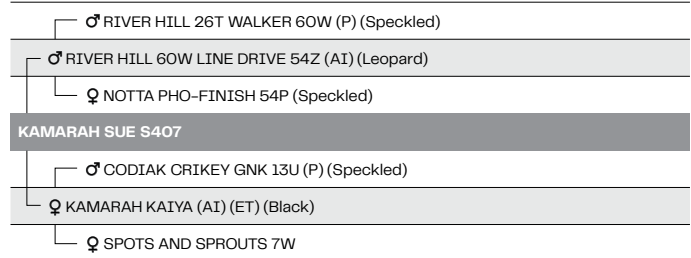 ♂ RIVER HILL 26T WALKER 60W (P) (Speckled)
♂ RIVER HILL 60W LINE DRIVE 54Z (AI) (Leopard)
♀ NOTTA PHO-FINISH 54P (Speckled)
KAMARAH SUE S407
♂ CODIAK CRIKEY GNK 13U (P) (Speckled)
♀ KAMARAH KAIYA (AI) (ET) (Black)
♀ SPOTS AND SPROUTS 7W